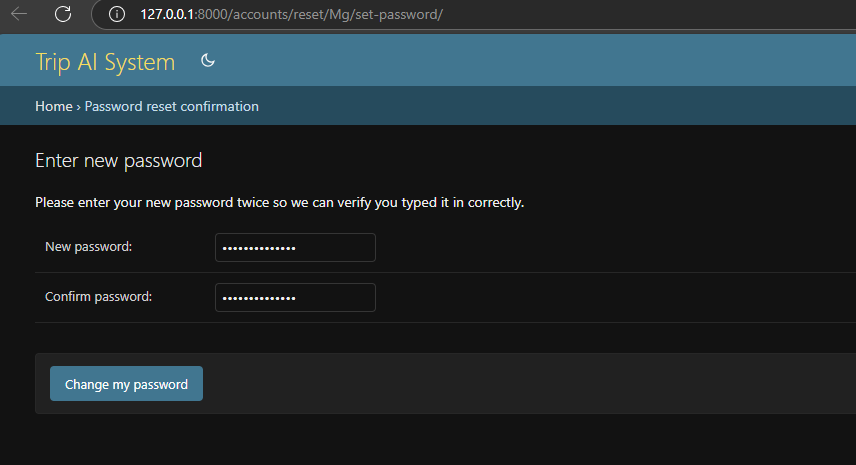 127.0.0.1:8000/accounts/reset/Mg/set-password/
Trip AI System
Home › Password reset confirmation
Enter new password
Please enter your new password twice so we can verify you typed it in correctly.
New password: ••••••••••••••
Confirm password: ••••••••••••••
Change my password